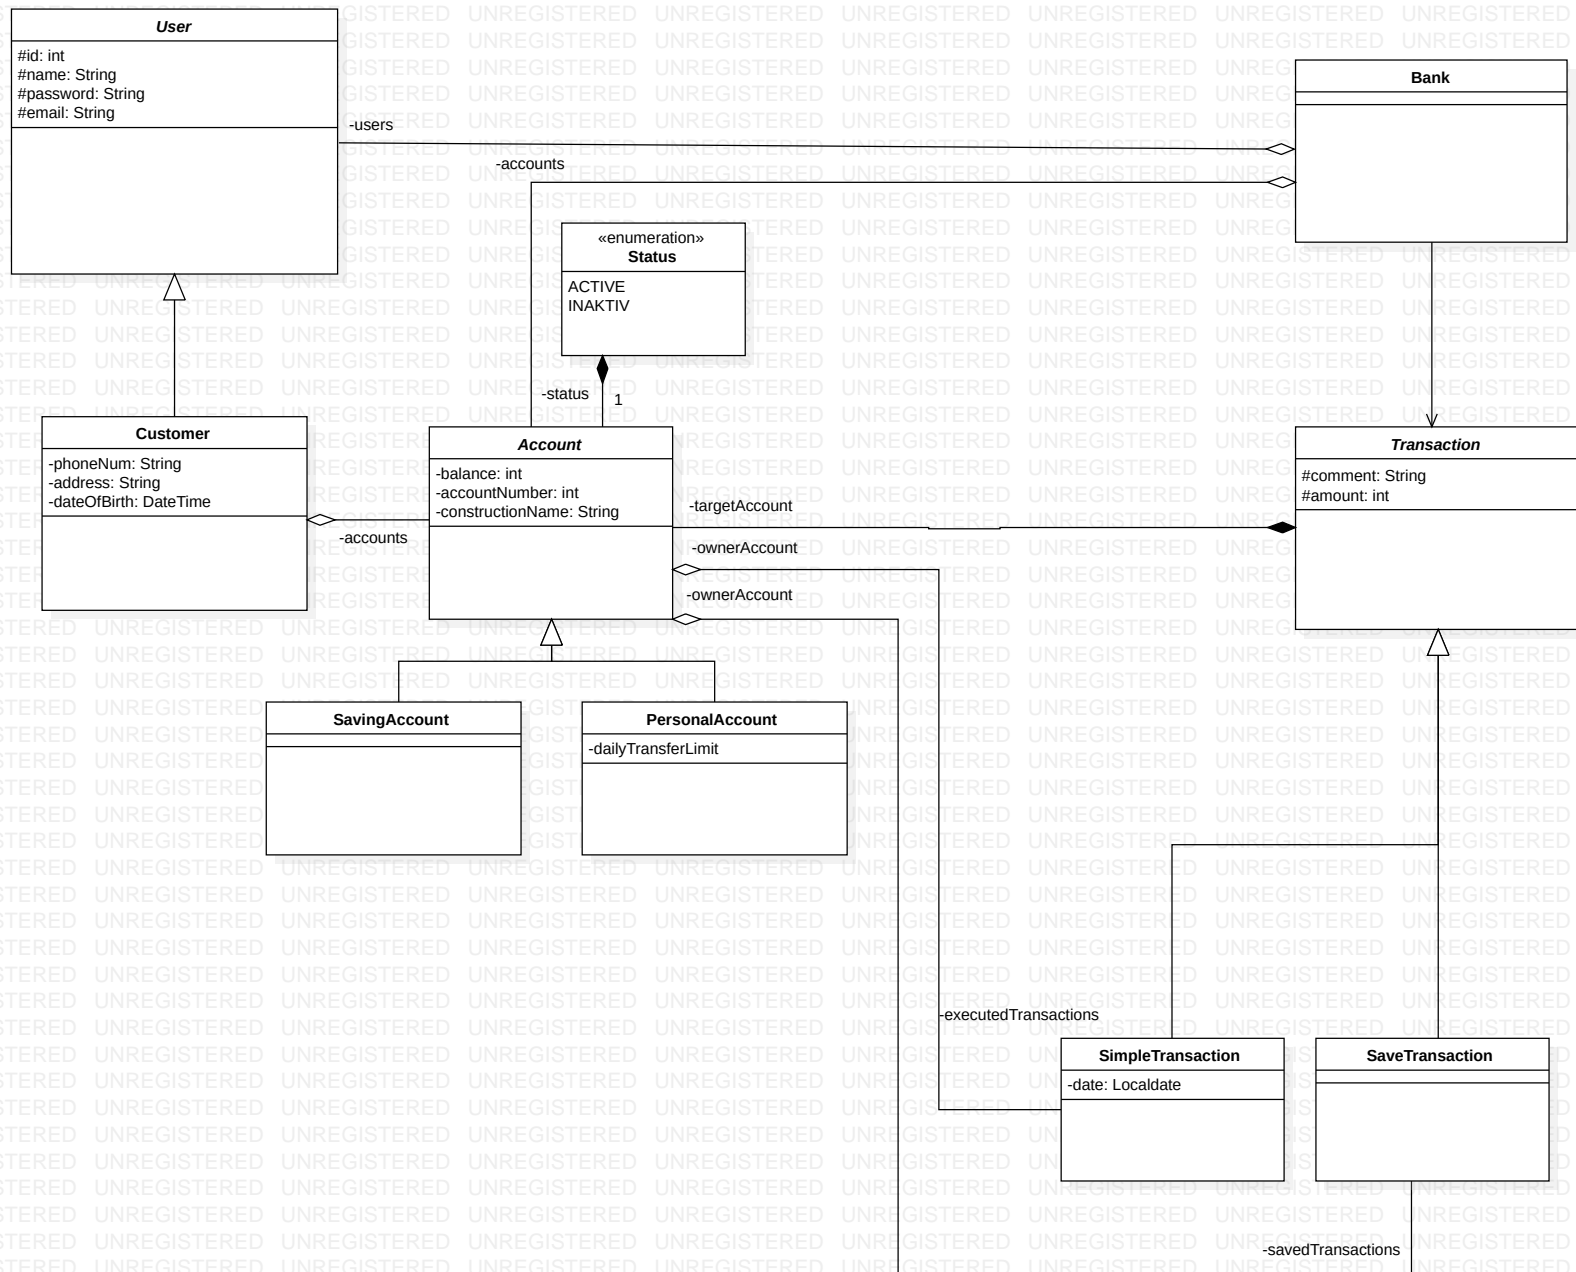 User
#id: int
#name: String
#password: String
#email: String
Bank
-users
-accounts
«enumeration»
Status
ACTIVE
INAKTIV
-status
1
Customer
-phoneNum: String
-address: String
-dateOfBirth: DateTime
-accounts
Account
-balance: int
-accountNumber: int
-constructionName: String
-targetAccount
-ownerAccount
-ownerAccount
Transaction
#comment: String
#amount: int
SavingAccount
PersonalAccount
-dailyTransferLimit
-executedTransactions
SimpleTransaction
-date: Localdate
SaveTransaction
-savedTransactions
UNREGISTERED